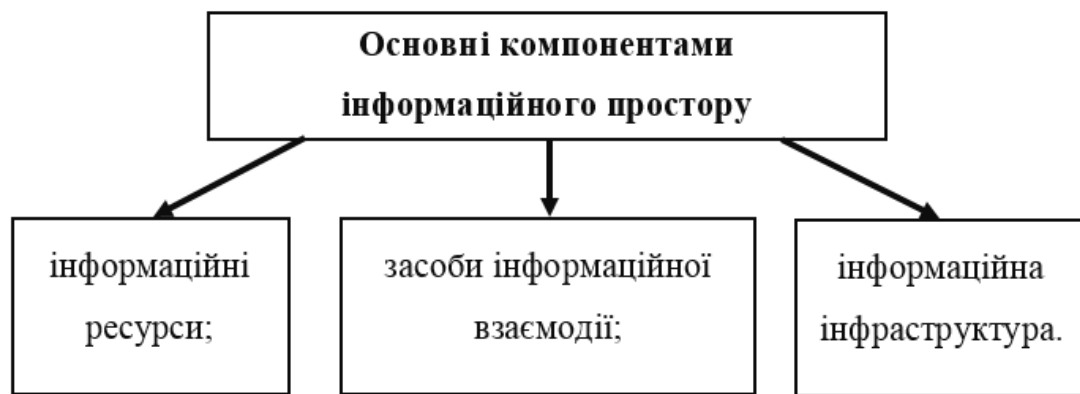 Основні компонентами
інформаційного простору
інформаційні
ресурси;
засоби інформаційної
взаємодії;
інформаційна
інфраструктура.